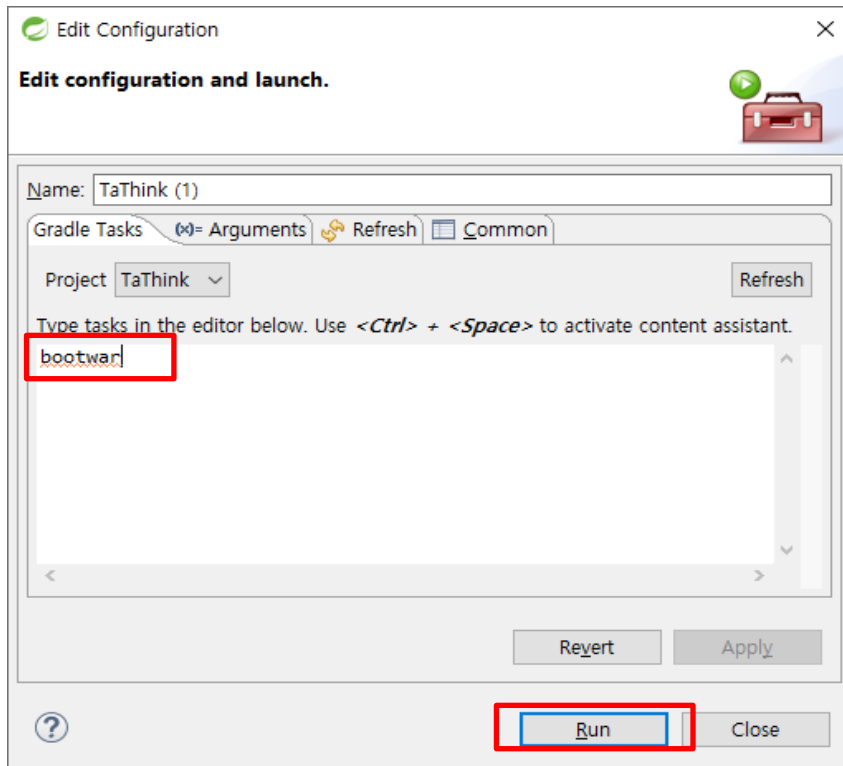 Edit Configuration
Edit configuration and launch.
Name: TaThink (1)
Gradle Tasks (x)= Arguments Refresh Common
Project TaThink Refresh
Type tasks in the editor below. Use <Ctrl> + <Space> to activate content assistant.
bootwar
Revert Apply
? Run Close